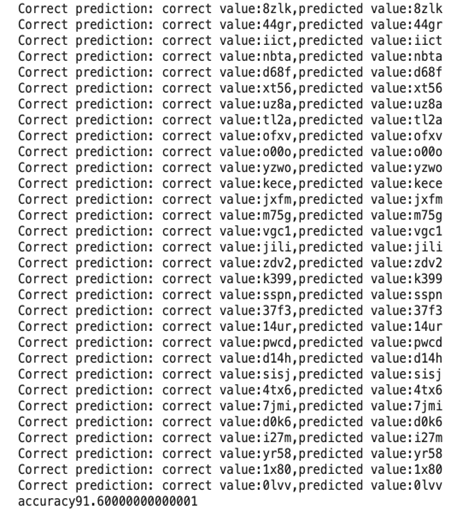 Correct prediction: correct value:8zlk,predicted value:8zlk
Correct prediction: correct value:44gr,predicted value:44gr
Correct prediction: correct value:iict,predicted value:iict
Correct prediction: correct value:nbta,predicted value:nbta
Correct prediction: correct value:d68f,predicted value:d68f
Correct prediction: correct value:xt56,predicted value:xt56
Correct prediction: correct value:uz8a,predicted value:uz8a
Correct prediction: correct value:tl2a,predicted value:tl2a
Correct prediction: correct value:ofxv,predicted value:ofxv
Correct prediction: correct value:o00o,predicted value:o00o
Correct prediction: correct value:yzwo,predicted value:yzwo
Correct prediction: correct value:kece,predicted value:kece
Correct prediction: correct value:jxfm,predicted value:jxfm
Correct prediction: correct value:m75g,predicted value:m75g
Correct prediction: correct value:vgc1,predicted value:vgc1
Correct prediction: correct value:jili,predicted value:jili
Correct prediction: correct value:zdv2,predicted value:zdv2
Correct prediction: correct value:k399,predicted value:k399
Correct prediction: correct value:sspn,predicted value:sspn
Correct prediction: correct value:37f3,predicted value:37f3
Correct prediction: correct value:14ur,predicted value:14ur
Correct prediction: correct value:pwcd,predicted value:pwcd
Correct prediction: correct value:d14h,predicted value:d14h
Correct prediction: correct value:sisj,predicted value:sisj
Correct prediction: correct value:4tx6,predicted value:4tx6
Correct prediction: correct value:7jmi,predicted value:7jmi
Correct prediction: correct value:d0k6,predicted value:d0k6
Correct prediction: correct value:i27m,predicted value:i27m
Correct prediction: correct value:yr58,predicted value:yr58
Correct prediction: correct value:1x80,predicted value:1x80
Correct prediction: correct value:0lvv,predicted value:0lvv
accuracy91.60000000000001